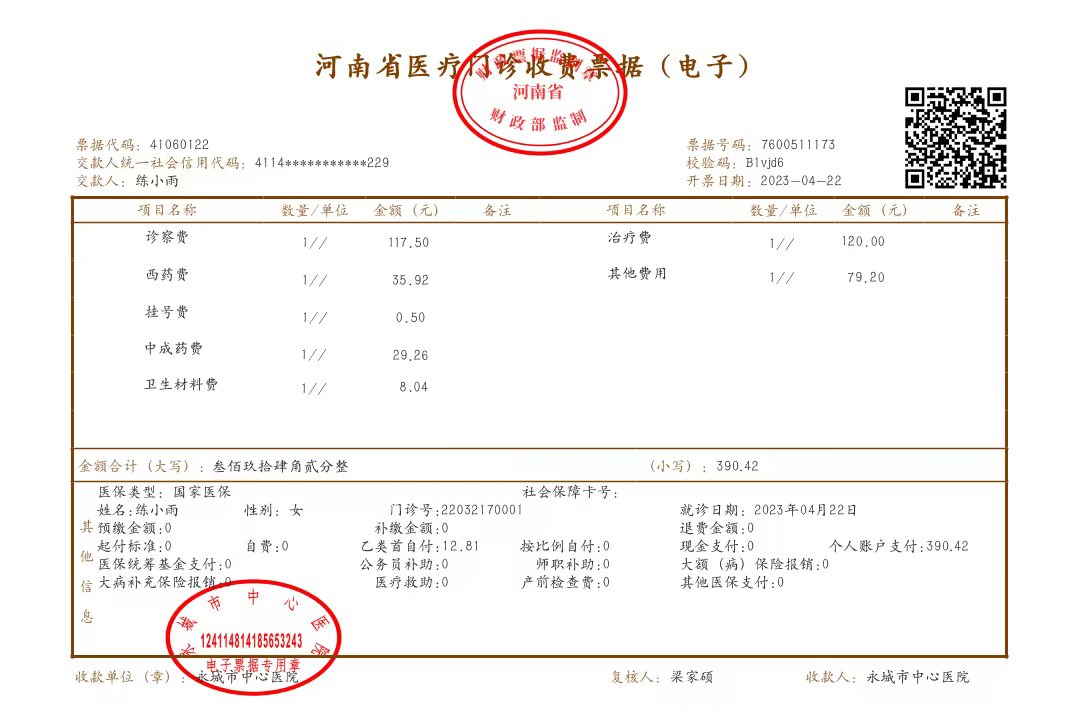 河南省医疗门诊收费票据（电子）
财政票据监制章
河南省
财政部监制
票据代码：41060122
票据号码：7600511173
交款人统一社会信用代码：4114***********229
校验码：B1vjd6
交款人：练小雨
开票日期：2023-04-22
项目名称 数量/单位 金额（元） 备注 项目名称 数量/单位 金额（元） 备注
诊察费 1// 117.50 治疗费 1// 120.00
西药费 1// 35.92 其他费用 1// 79.20
挂号费 1// 0.50
中成药费 1// 29.26
卫生材料费 1// 8.04
金额合计（大写）：叁佰玖拾肆角贰分整 （小写）：390.42
其他信息
医保类型：国家医保 社会保障卡号：
姓名:练小雨 性别：女 门诊号:22032170001 就诊日期：2023年04月22日
预缴金额:0 补缴金额:0 退费金额:0
起付标准:0 自费:0 乙类首自付:12.81 按比例自付:0 现金支付:0 个人账户支付:390.42
医保统筹基金支付:0 公务员补助:0 师职补助:0 大额（病）保险报销:0
大病补充保险报销:0 医疗救助:0 产前检查费:0 其他医保支付:0
永城市中心医院
124114814185653243
电子票据专用章
收款单位（章）：永城市中心医院 复核人：梁家硕 收款人：永城市中心医院